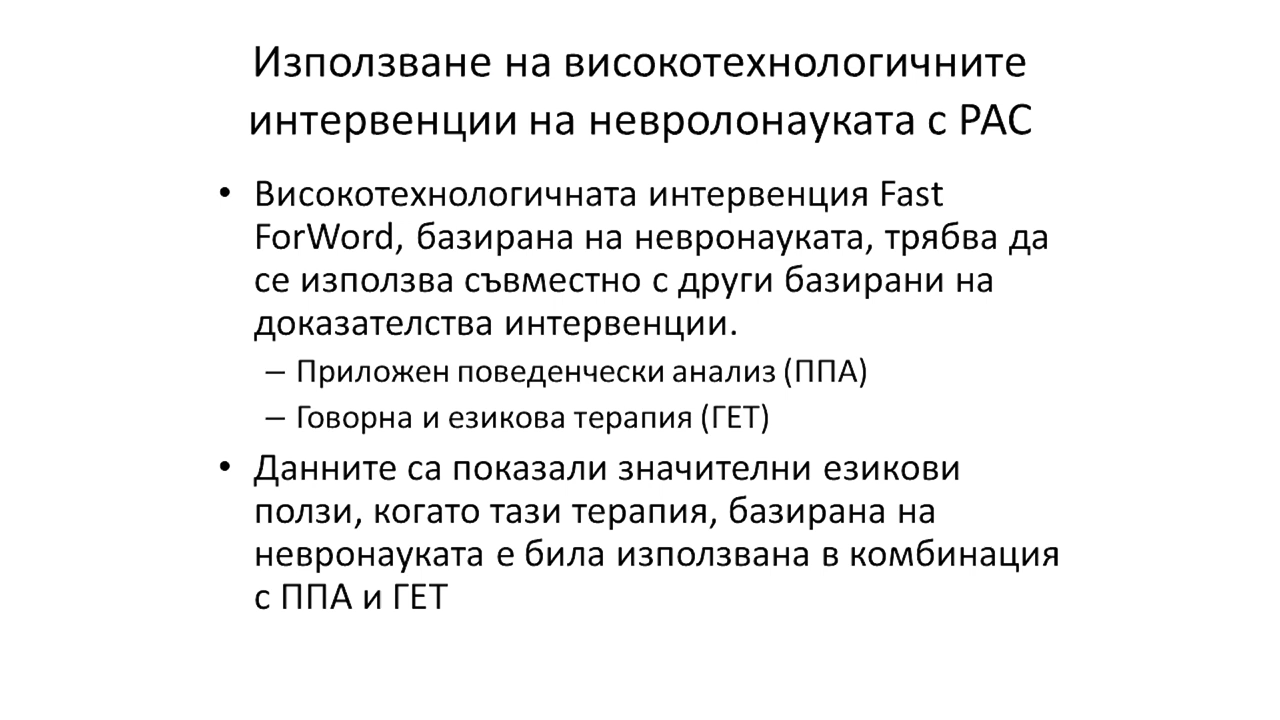 Използване на високотехнологичните
интервенции на невролонауката с РАС
• Високотехнологичната интервенция Fast
ForWord, базирана на невронауката, трябва да
се използва съвместно с други базирани на
доказателства интервенции.
– Приложен поведенчески анализ (ППА)
– Говорна и езикова терапия (ГЕТ)
• Данните са показали значителни езикови
ползи, когато тази терапия, базирана на
невронауката е била използвана в комбинация
с ППА и ГЕТ